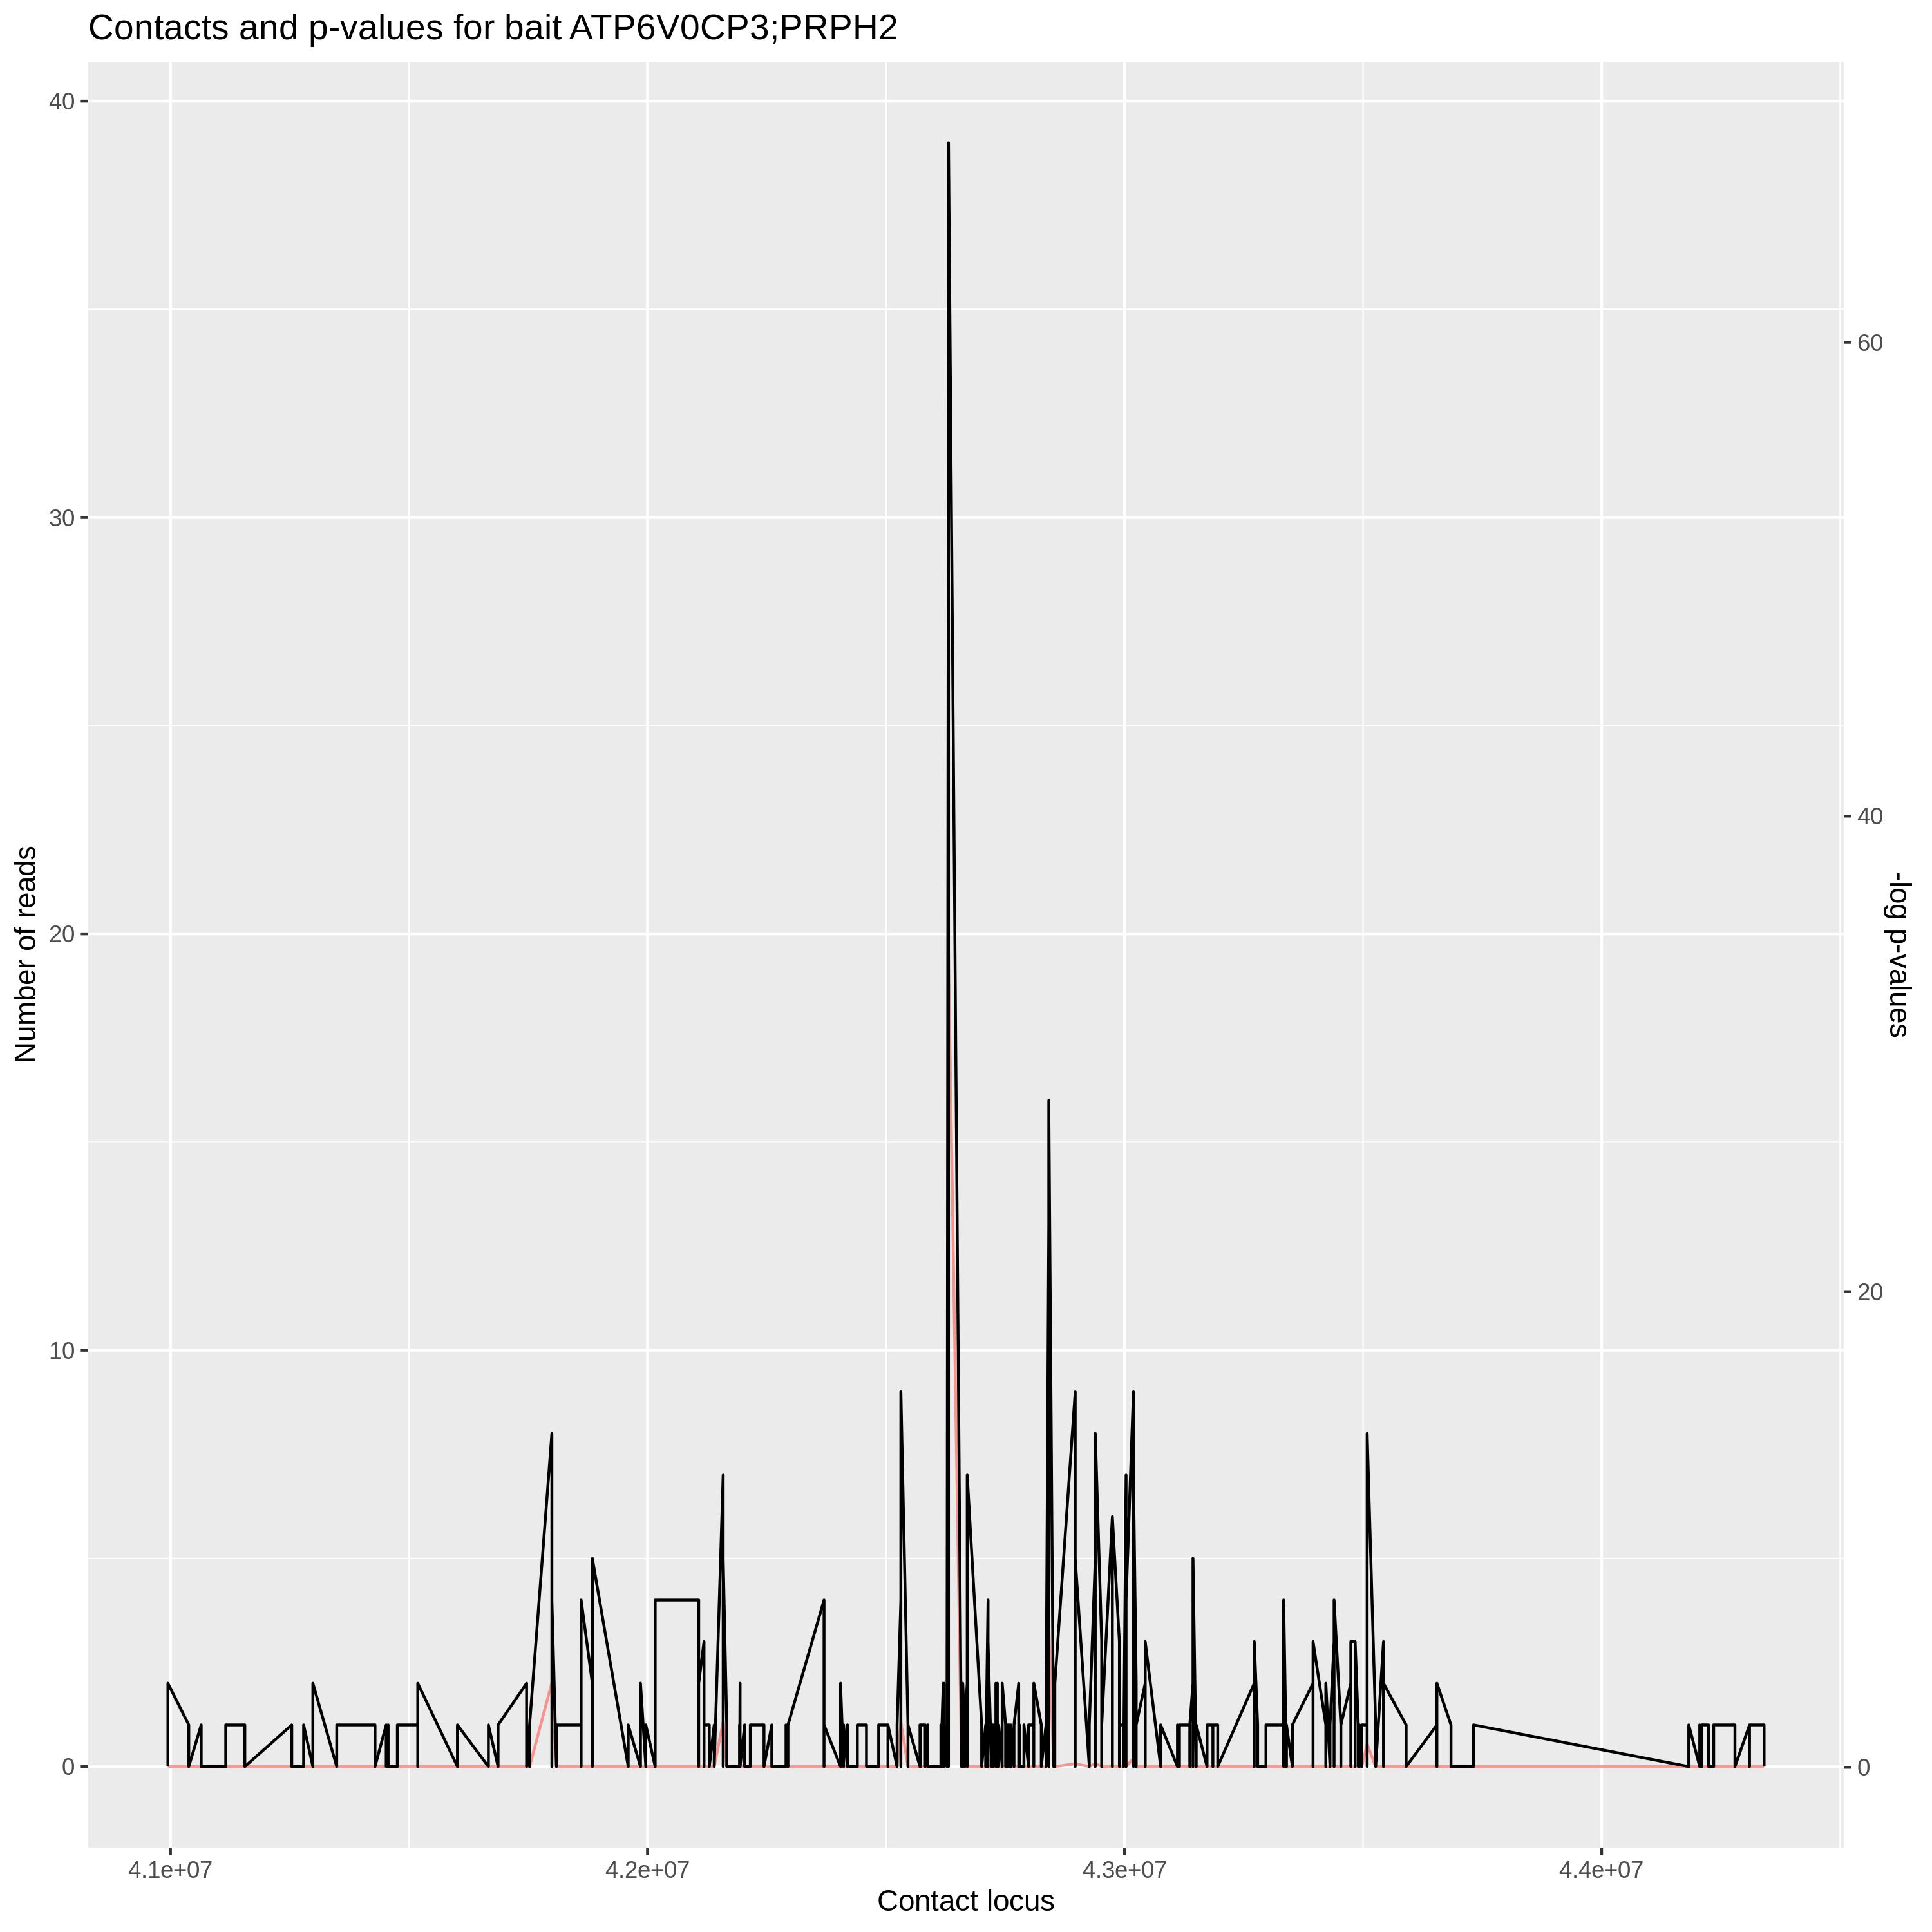 Contacts and p-values for bait ATP6V0CP3;PRPH2
40
30
20
10
0
Number of reads
60
40
20
0
-log p-values
4.1e+07 4.2e+07 4.3e+07 4.4e+07
Contact locus